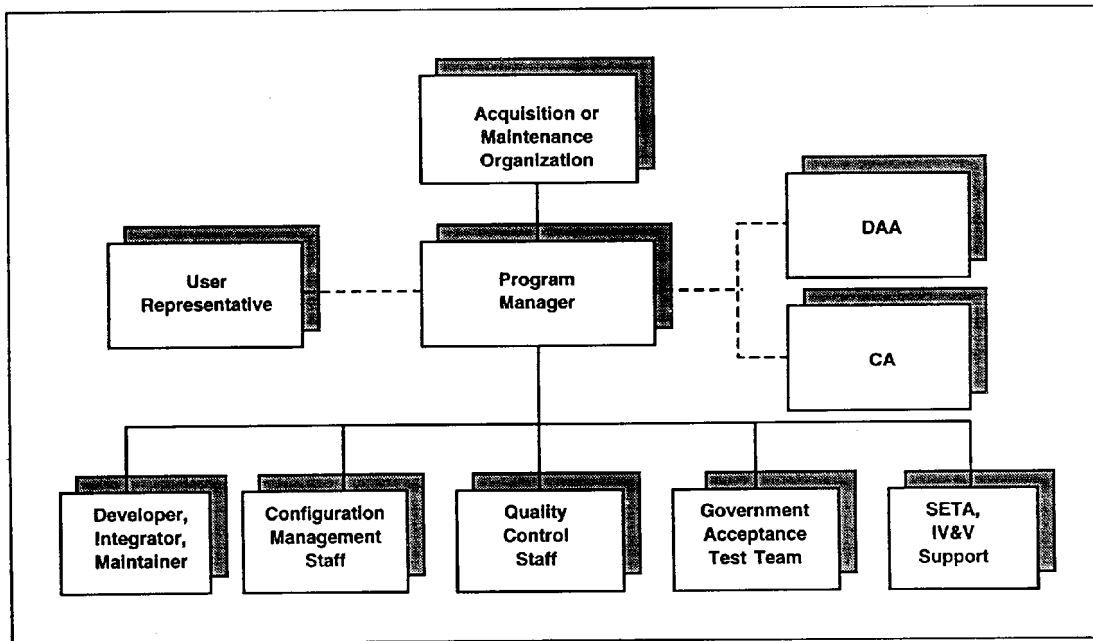 Acquisition or
Maintenance
Organization
DAA
User
Representative
Program
Manager
CA
Developer,
Integrator,
Maintainer
Configuration
Management
Staff
Quality
Control
Staff
Government
Acceptance
Test Team
SETA,
IV&V
Support